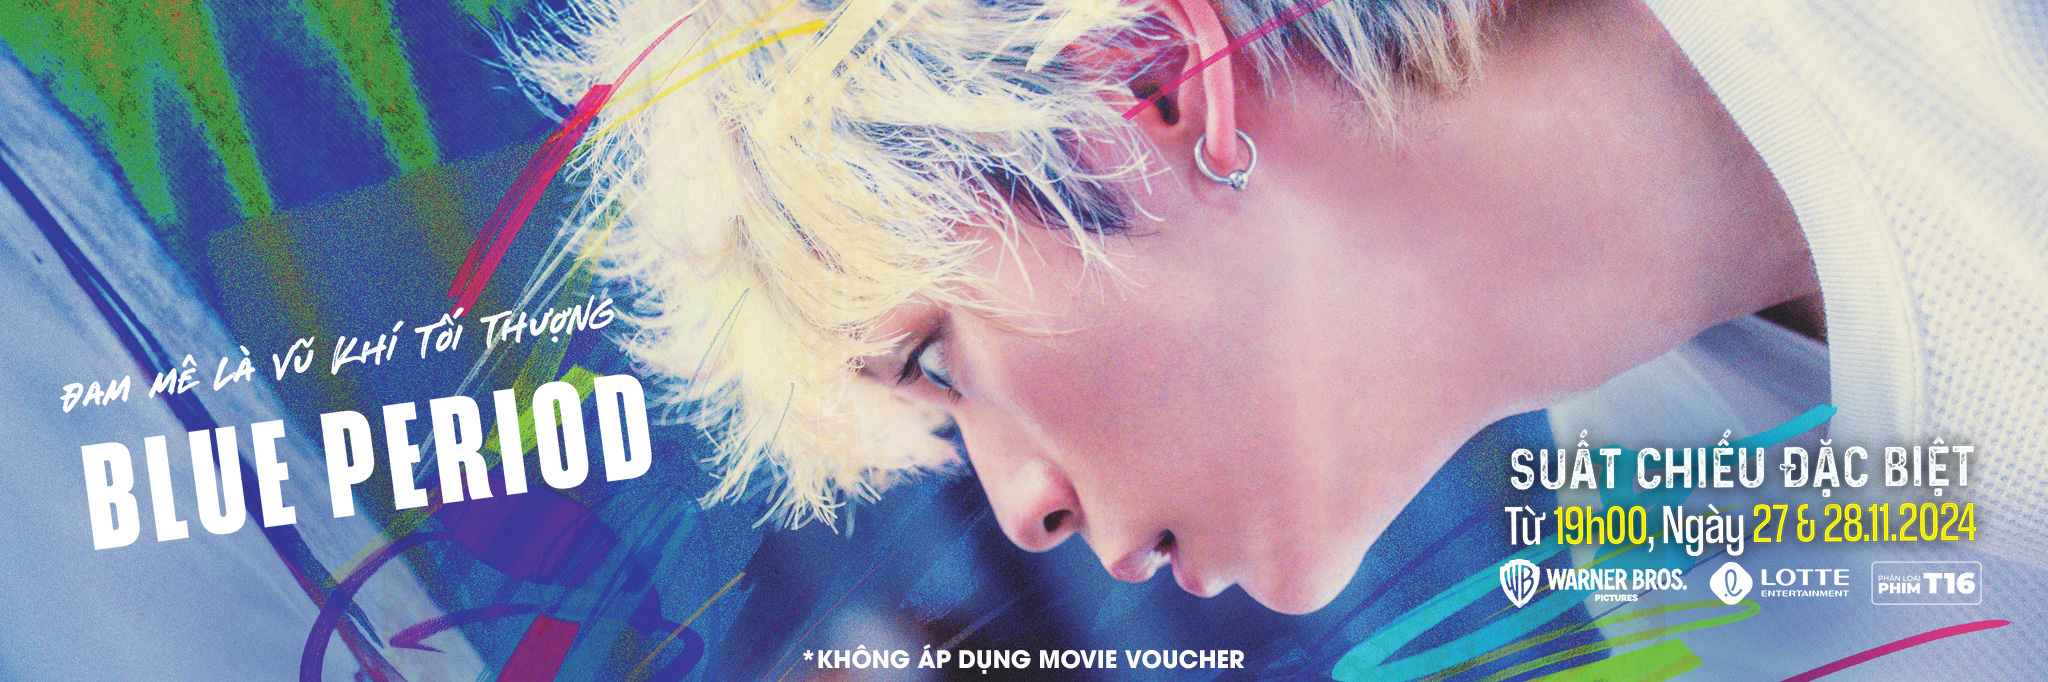 ĐAM MÊ LÀ VŨ KHÍ TỐI THƯỢNG
BLUE PERIOD
SUẤT CHIẾU ĐẶC BIỆT
Từ 19h00, Ngày 27 & 28.11.2024
WB WARNER BROS. PICTURES
LOTTE ENTERTAINMENT
PHÂN LOẠI PHIM T16
*KHÔNG ÁP DỤNG MOVIE VOUCHER